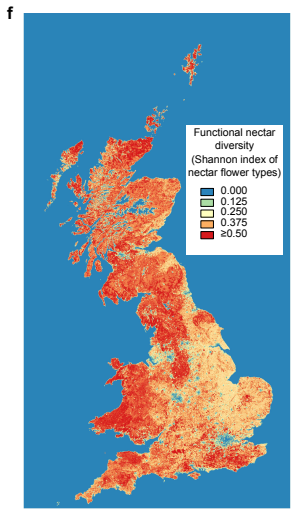 f
Functional nectar
diversity
(Shannon index of
nectar flower types)
0.000
0.125
0.250
0.375
≥0.50